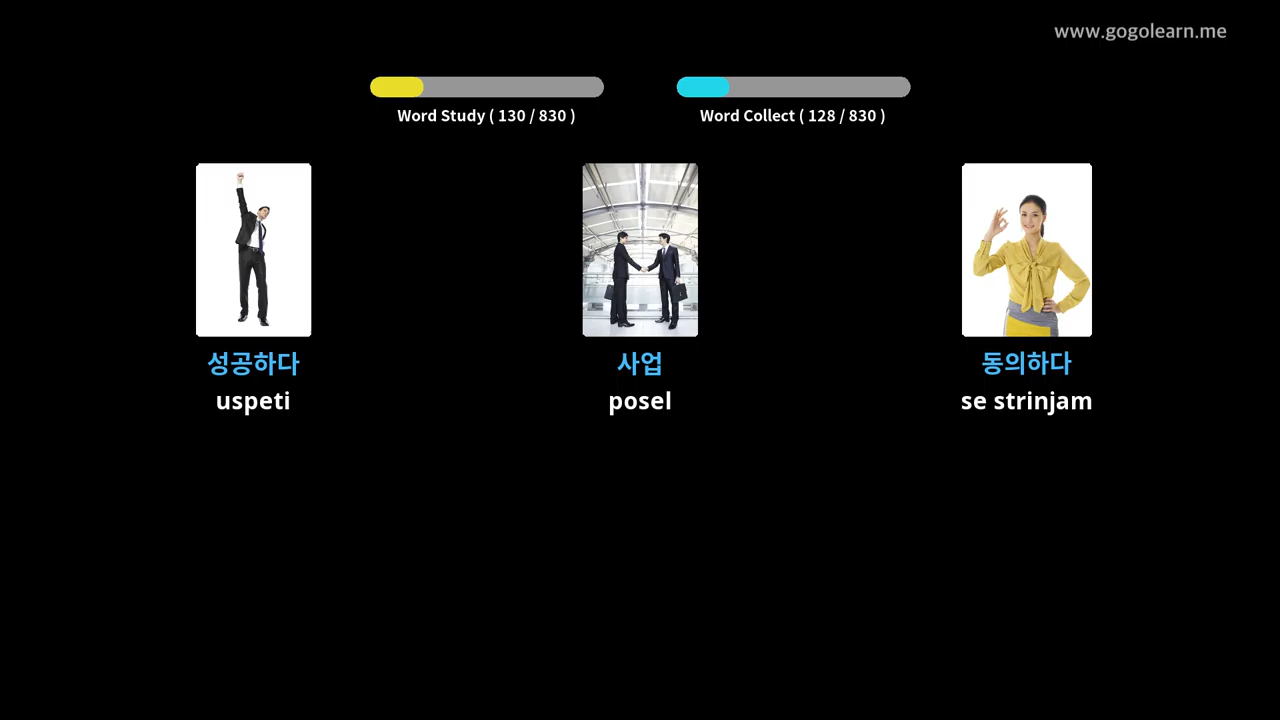 www.gogolearn.me
Word Study ( 130 / 830 )
Word Collect ( 128 / 830 )
성공하다
사업
동의하다
uspeti
posel
se strinjam